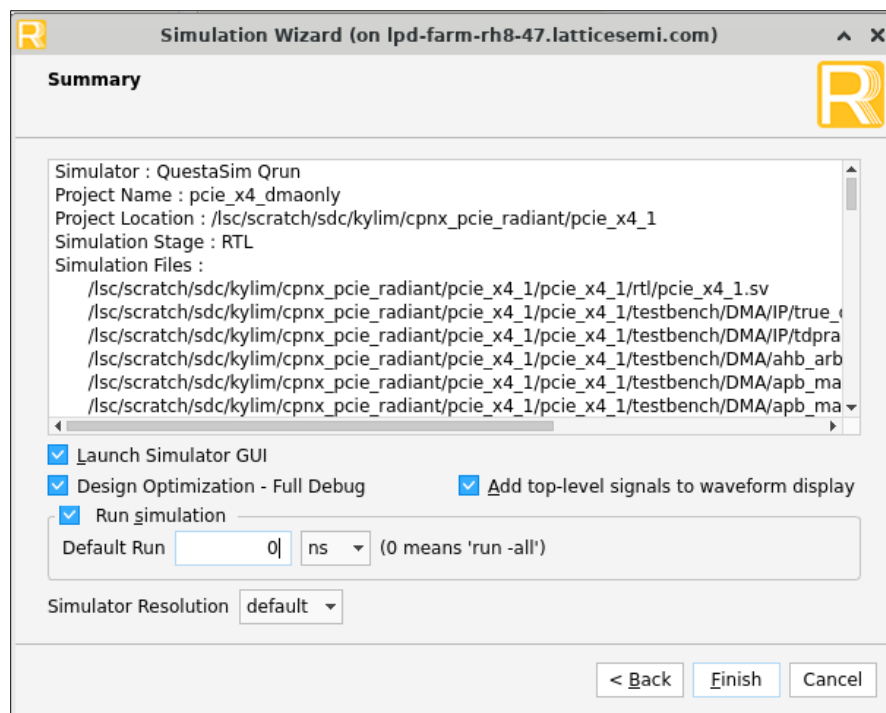 Simulation Wizard (on lpd-farm-rh8-47.latticesemi.com)
Summary
Simulator : QuestaSim Qrun
Project Name : pcie_x4_dmaonly
Project Location : /lsc/scratch/sdc/kylim/cpnx_pcie_radiant/pcie_x4_1
Simulation Stage : RTL
Simulation Files :
/lsc/scratch/sdc/kylim/cpnx_pcie_radiant/pcie_x4_1/pcie_x4_1/rtl/pcie_x4_1.sv
/lsc/scratch/sdc/kylim/cpnx_pcie_radiant/pcie_x4_1/pcie_x4_1/testbench/DMA/IP/true_
/lsc/scratch/sdc/kylim/cpnx_pcie_radiant/pcie_x4_1/pcie_x4_1/testbench/DMA/IP/tdpra
/lsc/scratch/sdc/kylim/cpnx_pcie_radiant/pcie_x4_1/pcie_x4_1/testbench/DMA/ahb_arb
/lsc/scratch/sdc/kylim/cpnx_pcie_radiant/pcie_x4_1/pcie_x4_1/testbench/DMA/apb_ma
/lsc/scratch/sdc/kylim/cpnx_pcie_radiant/pcie_x4_1/pcie_x4_1/testbench/DMA/apb_ma
Launch Simulator GUI
Design Optimization - Full Debug Add top-level signals to waveform display
Run simulation
Default Run 0 ns (0 means 'run -all')
Simulator Resolution default
< Back Finish Cancel